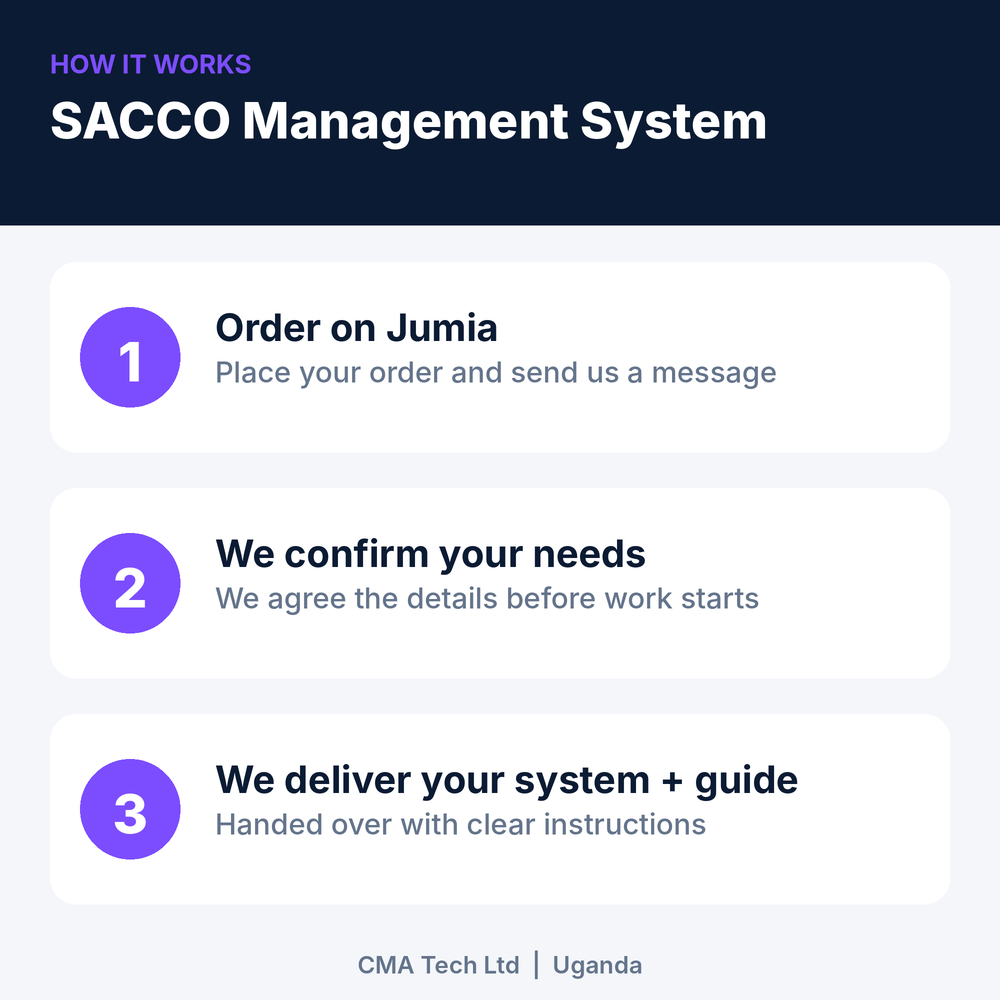 HOW IT WORKS
SACCO Management System
1
Order on Jumia
Place your order and send us a message
2
We confirm your needs
We agree the details before work starts
3
We deliver your system + guide
Handed over with clear instructions
CMA Tech Ltd | Uganda